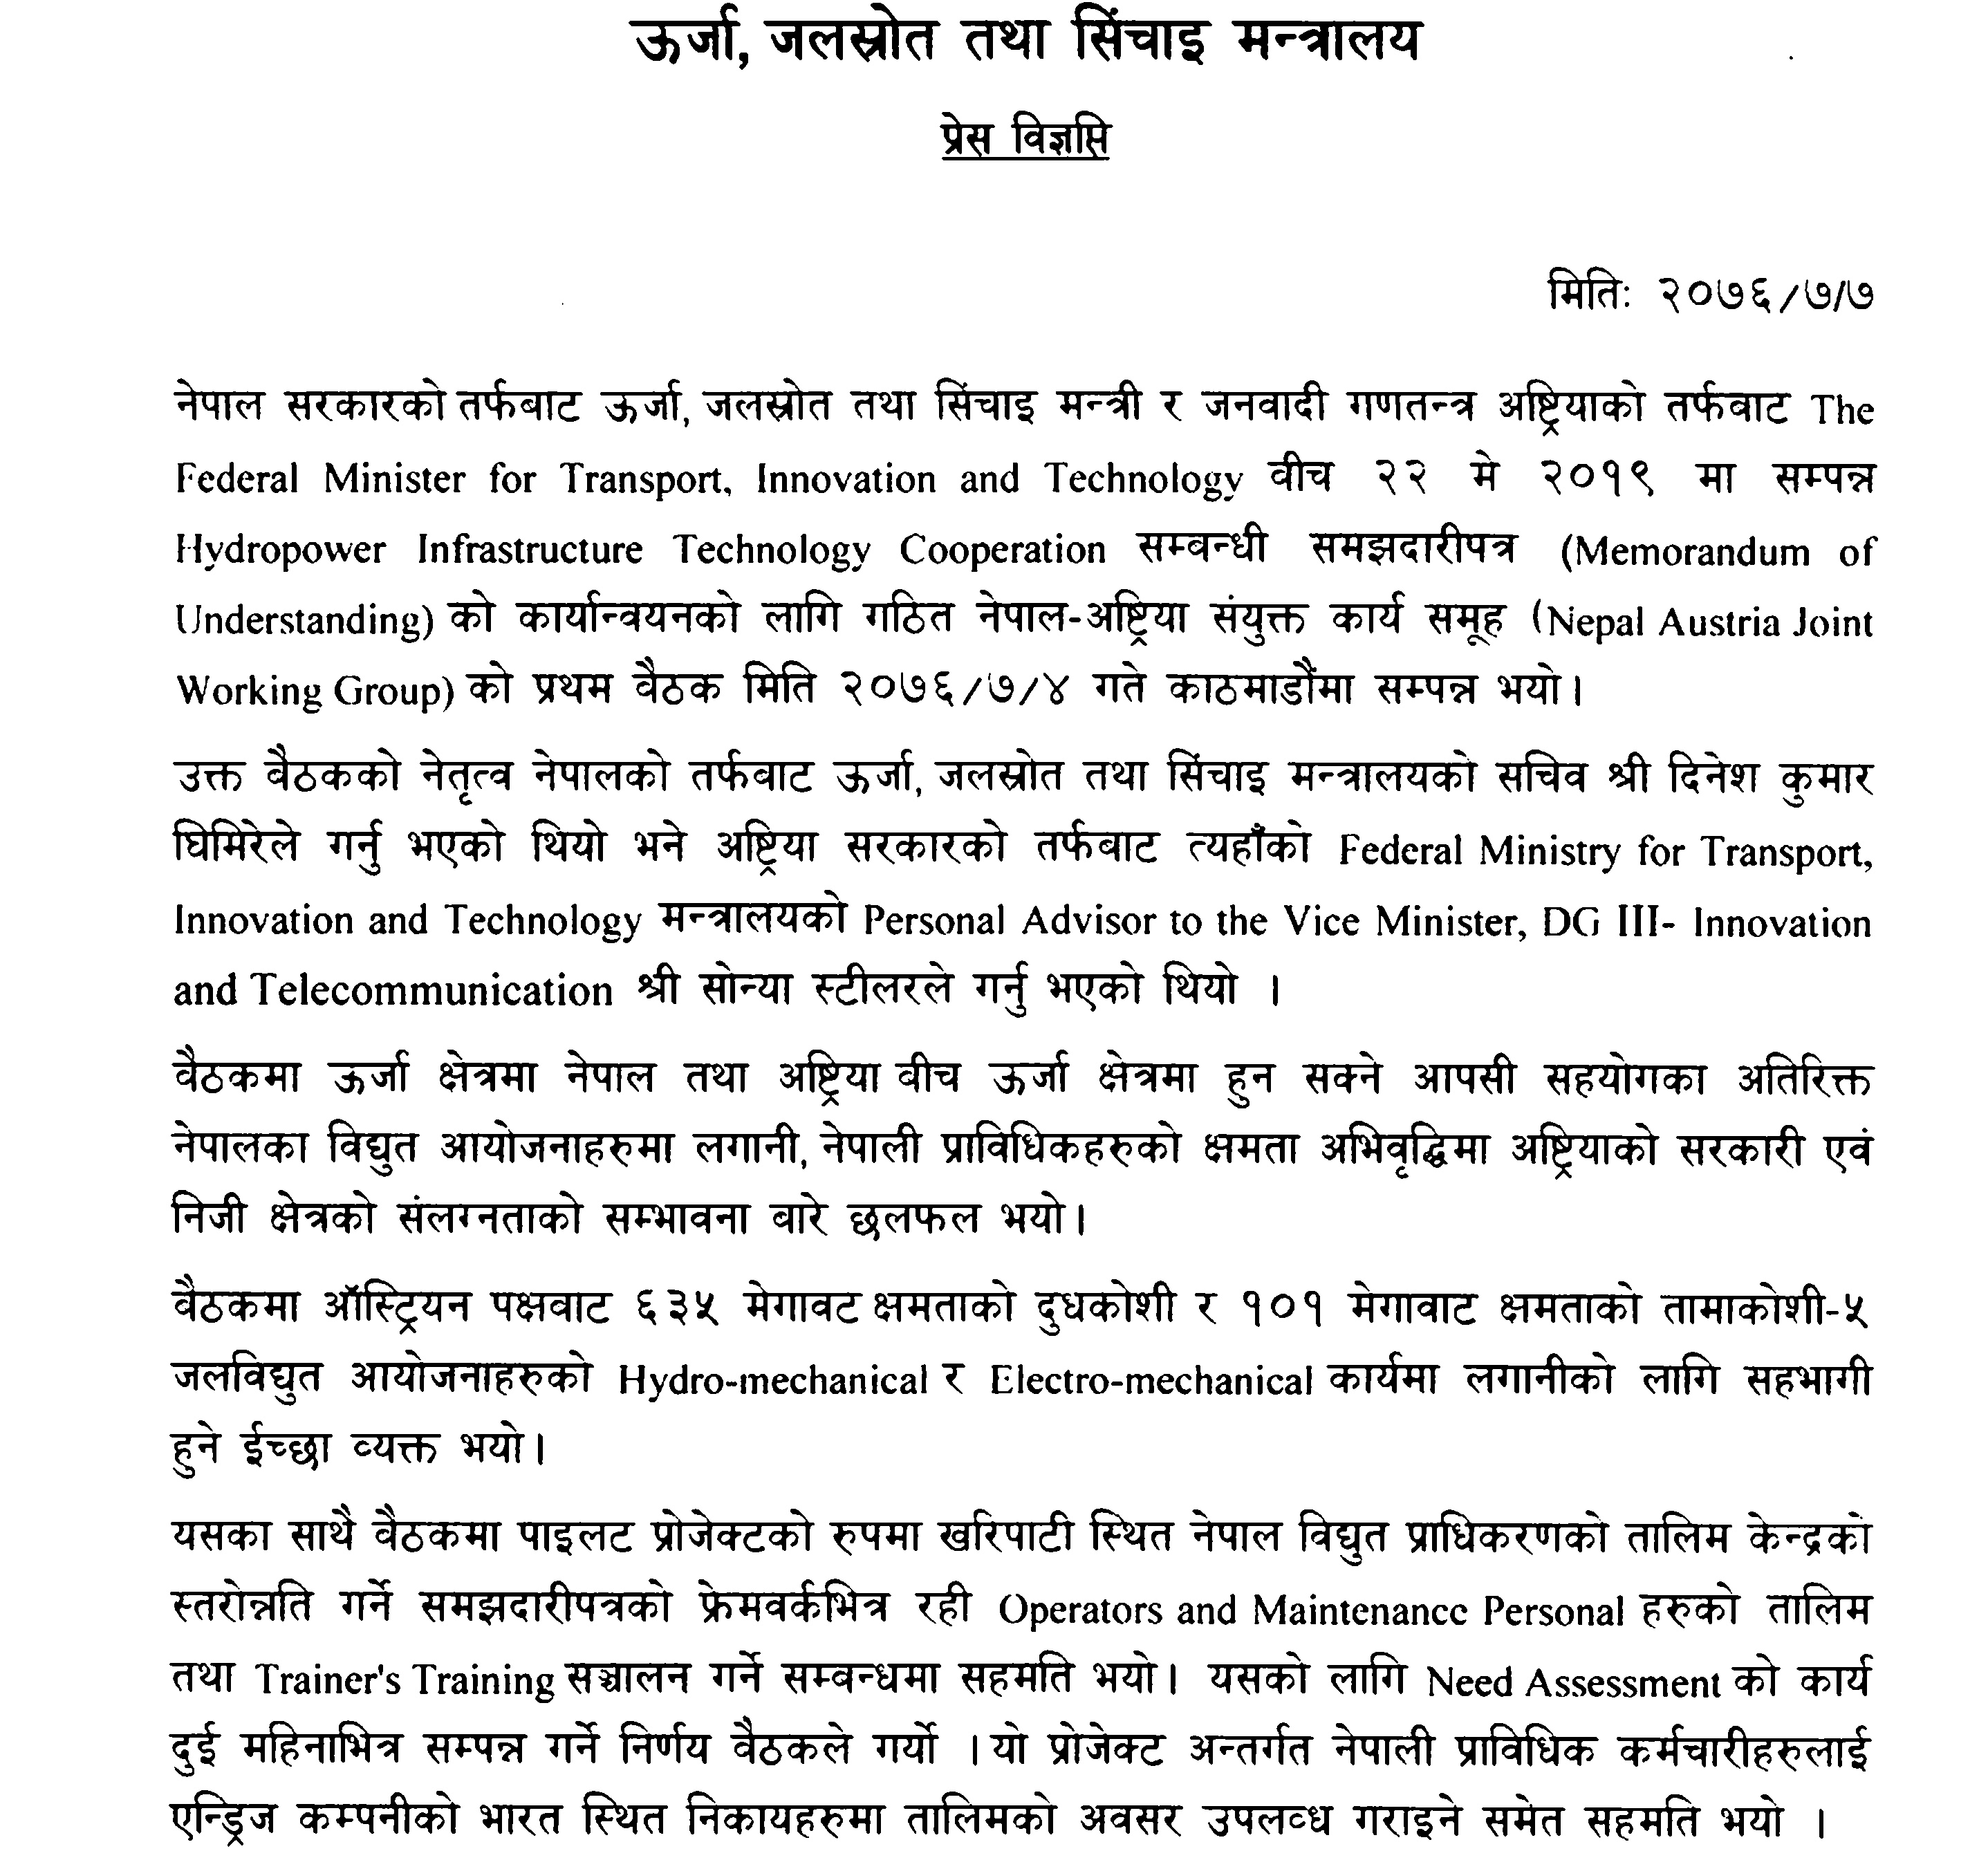 ऊर्जा, जलस्रोत तथा सिंचाइ मन्त्रालय
प्रेस विज्ञप्ति
मितिः २०७६/७/७
नेपाल सरकारको तर्फबाट ऊर्जा, जलस्रोत तथा सिंचाइ मन्त्री र जनवादी गणतन्त्र अष्ट्रियाको तर्फबाट The
Federal Minister for Transport, Innovation and Technology वीच २२ मे २०१९ मा सम्पन्न
Hydropower Infrastructure Technology Cooperation सम्बन्धी समझदारीपत्र (Memorandum of
Understanding) को कार्यान्वयनको लागि गठित नेपाल-अष्ट्रिया संयुक्त कार्य समूह (Nepal Austria Joint
Working Group) को प्रथम बैठक मिति २०७६/७/४ गते काठमाडौंमा सम्पन्न भयो।
उक्त बैठकको नेतृत्व नेपालको तर्फबाट ऊर्जा, जलस्रोत तथा सिंचाइ मन्त्रालयको सचिव श्री दिनेश कुमार
घिमिरेले गर्नु भएको थियो भने अष्ट्रिया सरकारको तर्फबाट त्यहाँको Federal Ministry for Transport,
Innovation and Technology मन्त्रालयको Personal Advisor to the Vice Minister, DG III- Innovation
and Telecommunication श्री सोन्या स्टीलरले गर्नु भएको थियो ।
बैठकमा ऊर्जा क्षेत्रमा नेपाल तथा अष्ट्रिया बीच ऊर्जा क्षेत्रमा हुन सक्ने आपसी सहयोगका अतिरिक्त
नेपालका विद्युत आयोजनाहरुमा लगानी, नेपाली प्राविधिकहरुको क्षमता अभिवृद्धिमा अष्ट्रियाको सरकारी एवं
निजी क्षेत्रको संलग्नताको सम्भावना बारे छलफल भयो।
बैठकमा ऑस्ट्रियन पक्षबाट ६३५ मेगावट क्षमताको दुधकोशी र १०१ मेगावाट क्षमताको तामाकोशी-५
जलविद्युत आयोजनाहरुको Hydro-mechanical र Electro-mechanical कार्यमा लगानीको लागि सहभागी
हुने ईच्छा व्यक्त भयो।
यसका साथै बैठकमा पाइलट प्रोजेक्टको रुपमा खरिपाटी स्थित नेपाल विद्युत प्राधिकरणको तालिम केन्द्रको
स्तरोन्नति गर्ने समझदारीपत्रको फ्रेमवर्कभित्र रही Operators and Maintenance Personal हरुको तालिम
तथा Trainer's Training सञ्चालन गर्ने सम्बन्धमा सहमति भयो। यसको लागि Need Assessment को कार्य
दुई महिनाभित्र सम्पन्न गर्ने निर्णय बैठकले गर्यो । यो प्रोजेक्ट अन्तर्गत नेपाली प्राविधिक कर्मचारीहरुलाई
एन्ड्रिज कम्पनीको भारत स्थित निकायहरुमा तालिमको अवसर उपलब्ध गराइने समेत सहमति भयो ।